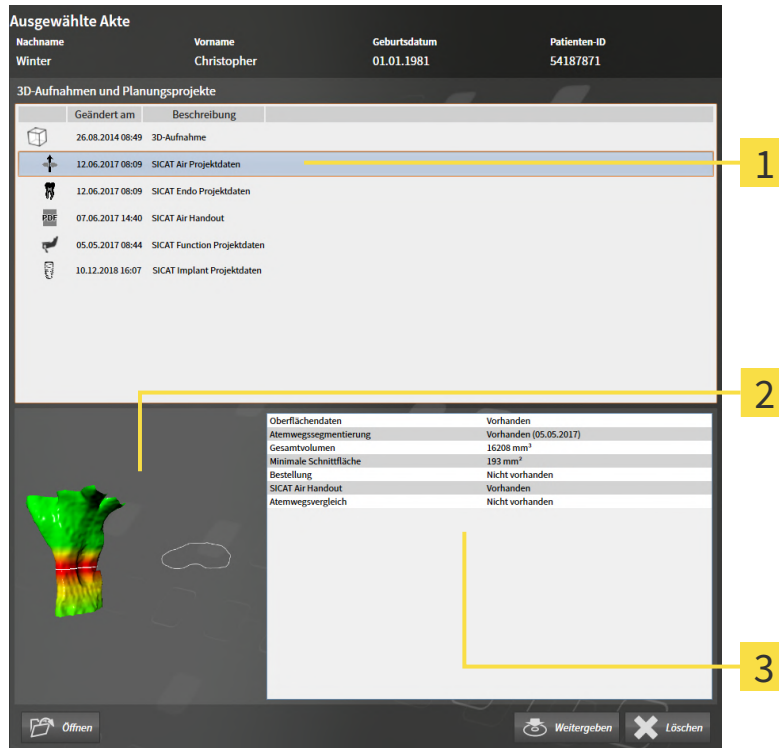 Ausgewählte Akte
Nachname Vorname Geburtsdatum Patienten-ID
Winter Christopher 01.01.1981 54187871
3D-Aufnahmen und Planungsprojekte
Geändert am Beschreibung
26.08.2014 08:49 3D-Aufnahme
12.06.2017 08:09 SICAT Air Projektdaten
1
12.06.2017 08:09 SICAT Endo Projektdaten
PDF 07.06.2017 14:40 SICAT Air Handout
05.05.2017 08:44 SICAT Function Projektdaten
10.12.2018 16:07 SICAT Implant Projektdaten
2
Oberflächendaten Vorhanden
Atemwegssegmentierung Vorhanden (05.05.2017)
Gesamtvolumen 16208 mm³
Minimale Schnittfläche 193 mm²
Bestellung Nicht vorhanden
SICAT Air Handout Vorhanden
Atemwegsvergleich Nicht vorhanden
3
Öffnen Weitergeben Löschen